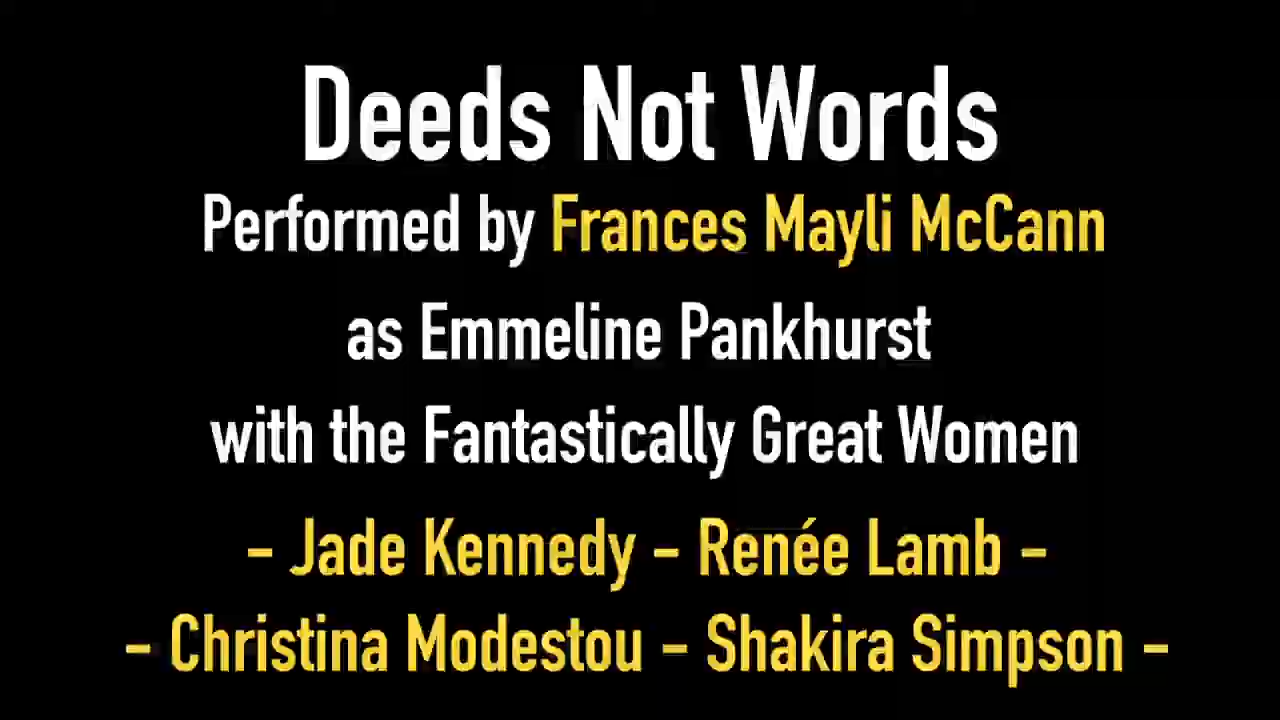 Deeds Not Words
Performed by Frances Mayli McCann
as Emmeline Pankhurst
with the Fantastically Great Women
– Jade Kennedy – Renée Lamb –
– Christina Modestou – Shakira Simpson –